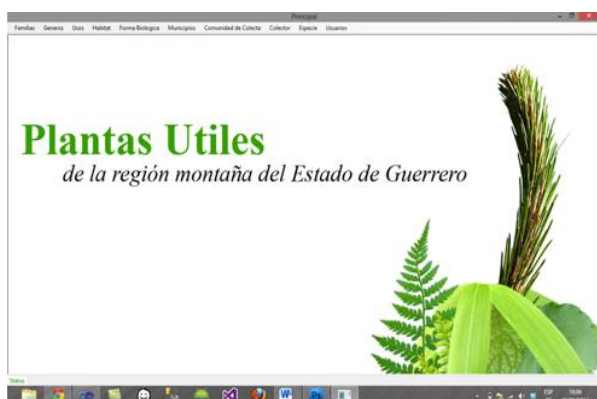 Principal
Familias Generos Usos Habitat Forma Biologica Municipios Comunidad de Colecta Colector Especie Usuarios
Plantas Utiles
de la región montaña del Estado de Guerrero
Status
ESP